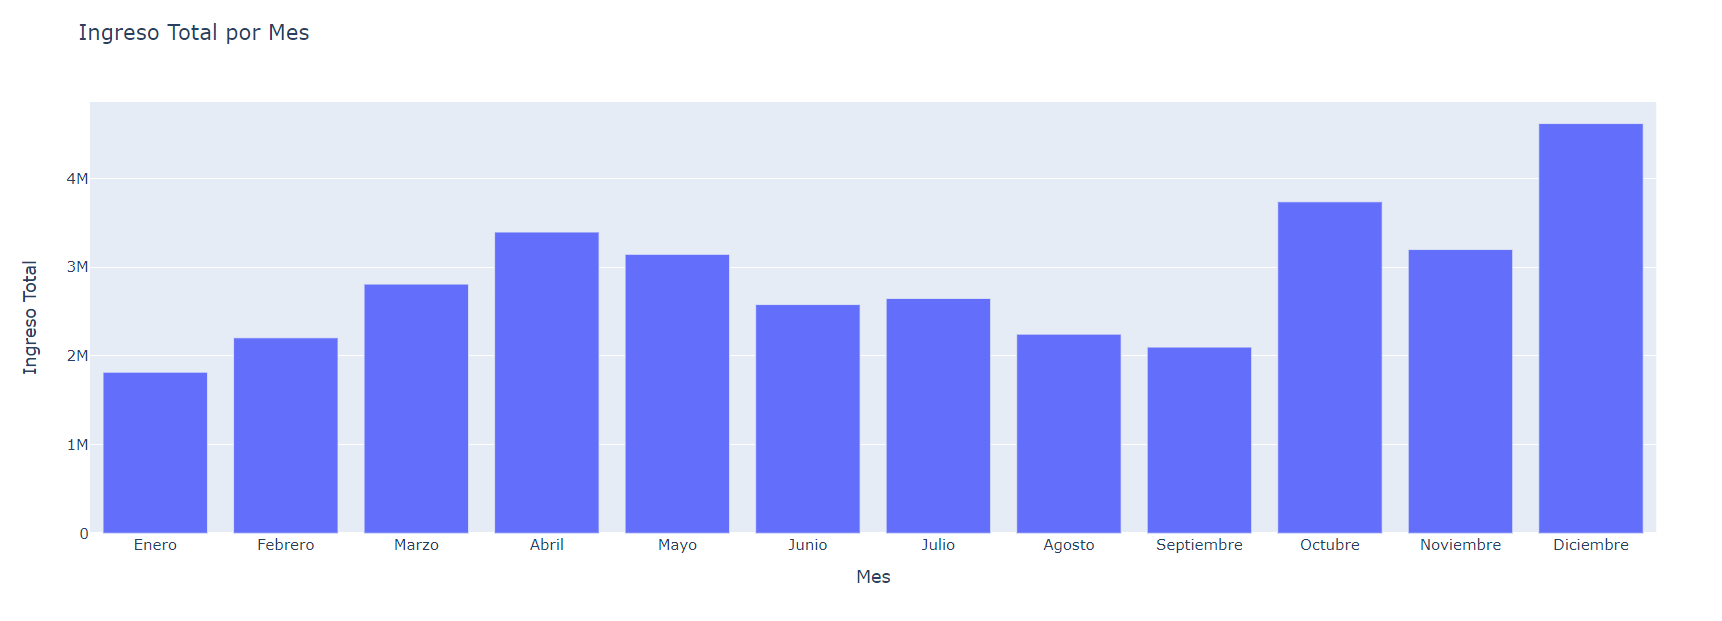 Ingreso Total por Mes
Ingreso Total
4M
3M
2M
1M
0
Enero Febrero Marzo Abril Mayo Junio Julio Agosto Septiembre Octubre Noviembre Diciembre
Mes